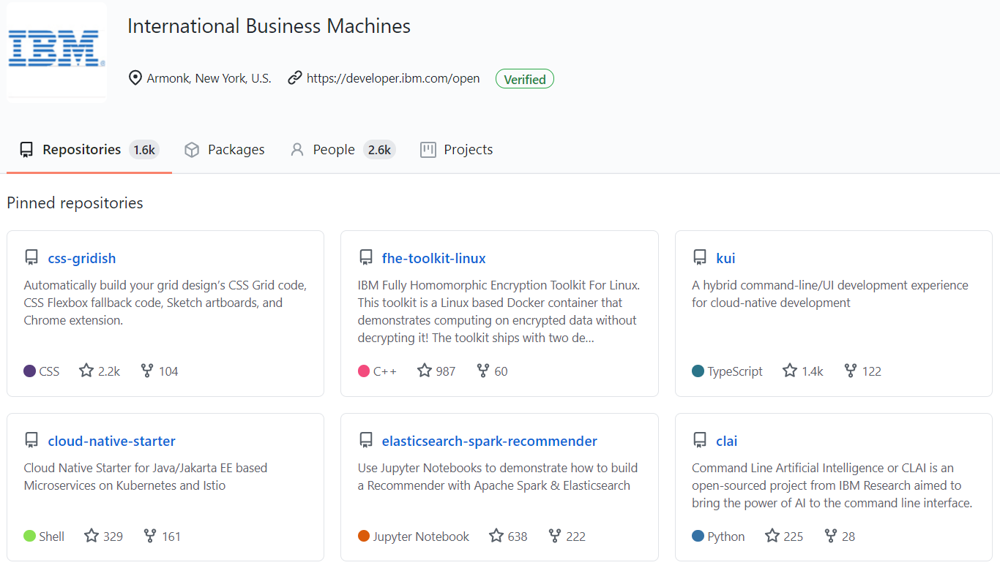 IBM
International Business Machines
Armonk, New York, U.S. https://developer.ibm.com/open Verified
Repositories 1.6k Packages People 2.6k Projects
Pinned repositories
css-gridish
Automatically build your grid design’s CSS Grid code,
CSS Flexbox fallback code, Sketch artboards, and
Chrome extension.
CSS 2.2k 104
fhe-toolkit-linux
IBM Fully Homomorphic Encryption Toolkit For Linux.
This toolkit is a Linux based Docker container that
demonstrates computing on encrypted data without
decrypting it! The toolkit ships with two de...
C++ 987 60
kui
A hybrid command-line/UI development experience
for cloud-native development
TypeScript 1.4k 122
cloud-native-starter
Cloud Native Starter for Java/Jakarta EE based
Microservices on Kubernetes and Istio
Shell 329 161
elasticsearch-spark-recommender
Use Jupyter Notebooks to demonstrate how to build
a Recommender with Apache Spark & Elasticsearch
Jupyter Notebook 638 222
clai
Command Line Artificial Intelligence or CLAI is an
open-sourced project from IBM Research aimed to
bring the power of AI to the command line interface.
Python 225 28